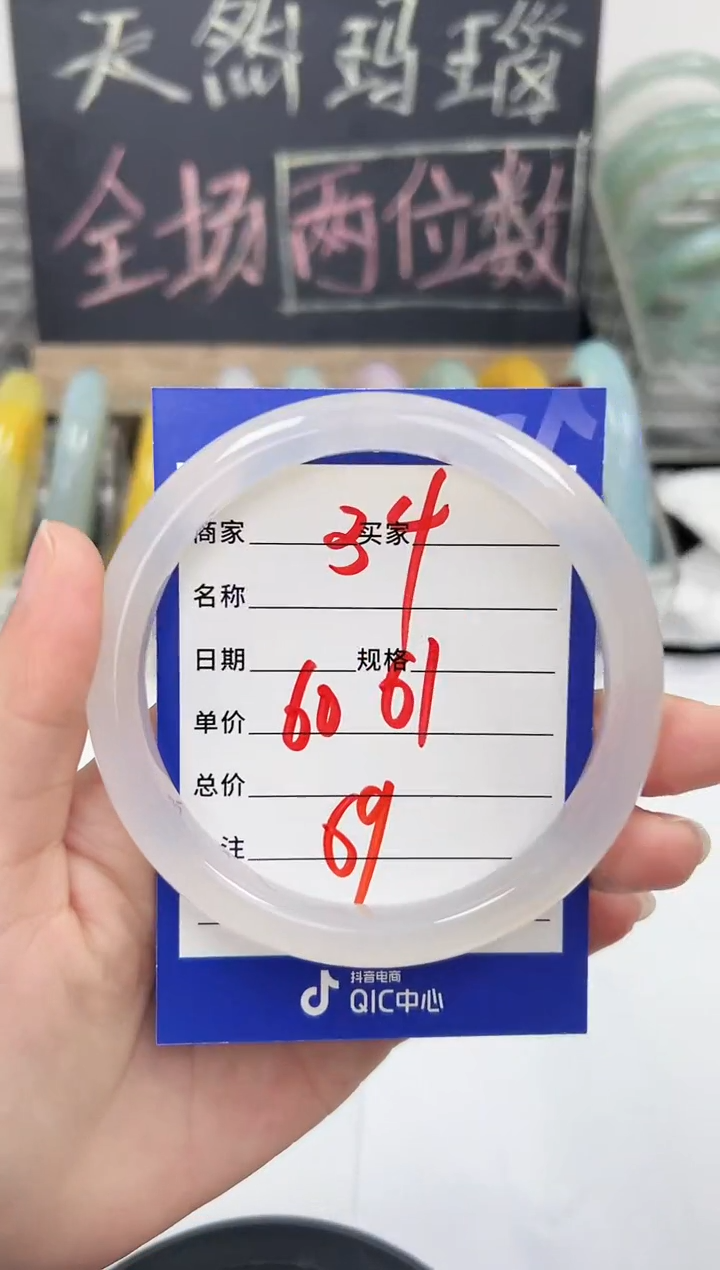 天然玛瑙
全场两位数
34
商家 买家
名称
日期 规格
60 61
单价
总价
69
注
抖音电商
QIC中心